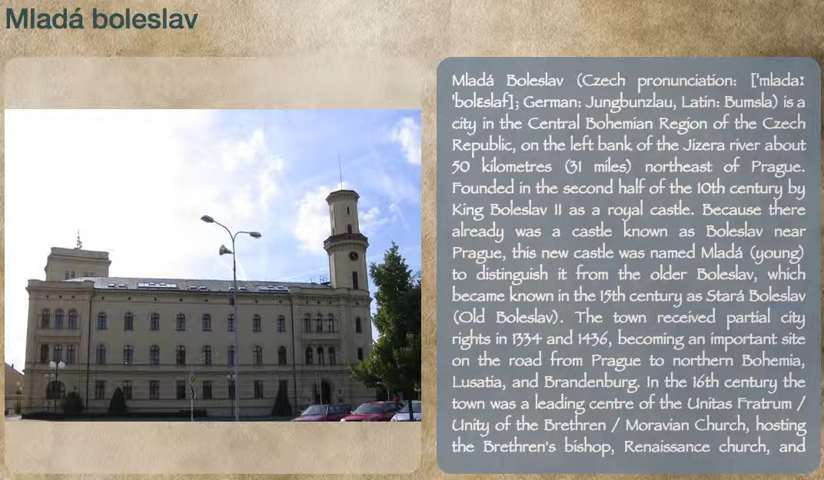 Mladá boleslav
Mladá Boleslav (Czech pronunciation: ['mlada:
'bolɛslaf]; German: Jungbunzlau, Latin: Bumsla) is a
city in the Central Bohemian Region of the Czech
Republic, on the left bank of the Jizera river about
50 kilometres (31 miles) northeast of Prague.
Founded in the second half of the 10th century by
King Boleslav II as a royal castle. Because there
already was a castle known as Boleslav near
Prague, this new castle was named Mladá (young)
to distinguish it from the older Boleslav, which
became known in the 15th century as Stará Boleslav
(Old Boleslav). The town received partial city
rights in 1334 and 1436, becoming an important site
on the road from Prague to northern Bohemia,
Lusatia, and Brandenburg. In the 16th century the
town was a leading centre of the Unitas Fratrum /
Unity of the Brethren / Moravian Church, hosting
the Brethren's bishop, Renaissance church, and